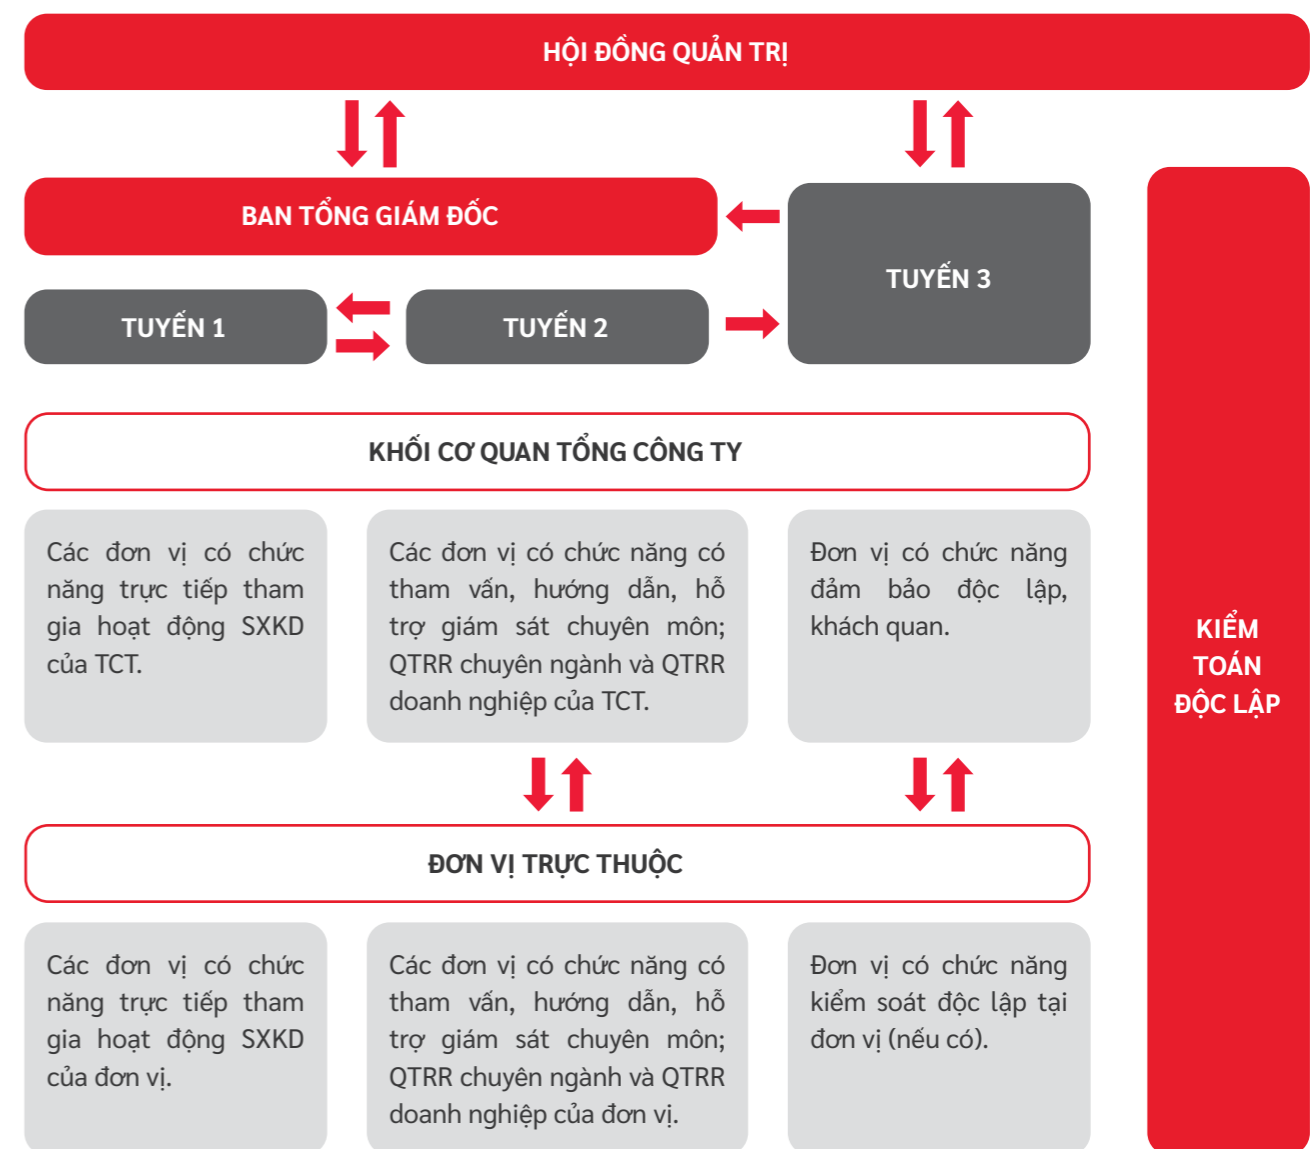 HỘI ĐỒNG QUẢN TRỊ
BAN TỔNG GIÁM ĐỐC
TUYẾN 1
TUYẾN 2
TUYẾN 3
KHỐI CƠ QUAN TỔNG CÔNG TY
Các đơn vị có chức
năng trực tiếp tham
gia hoạt động SXKD
của TCT.
Các đơn vị có chức năng có
tham vấn, hướng dẫn, hỗ
trợ giám sát chuyên môn;
QTRR chuyên ngành và QTRR
doanh nghiệp của TCT.
Đơn vị có chức năng
đảm bảo độc lập,
khách quan.
ĐƠN VỊ TRỰC THUỘC
Các đơn vị có chức
năng trực tiếp tham
gia hoạt động SXKD
của đơn vị.
Các đơn vị có chức năng có
tham vấn, hướng dẫn, hỗ
trợ giám sát chuyên môn;
QTRR chuyên ngành và QTRR
doanh nghiệp của đơn vị.
Đơn vị có chức năng
kiểm soát độc lập tại
đơn vị (nếu có).
KIỂM
TOÁN
ĐỘC LẬP